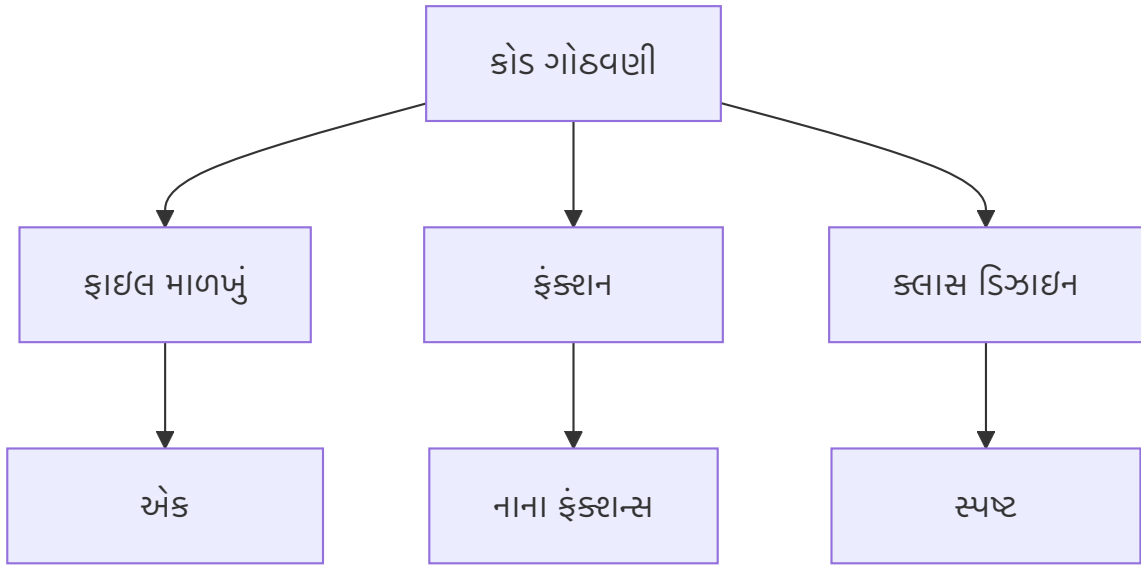 કોડ ગોઠવણી
ફાઇલ માળખું
ફંક્શન
ક્લાસ ડિઝાઇન
એક
નાના ફંક્શન્સ
સ્પષ્ટ